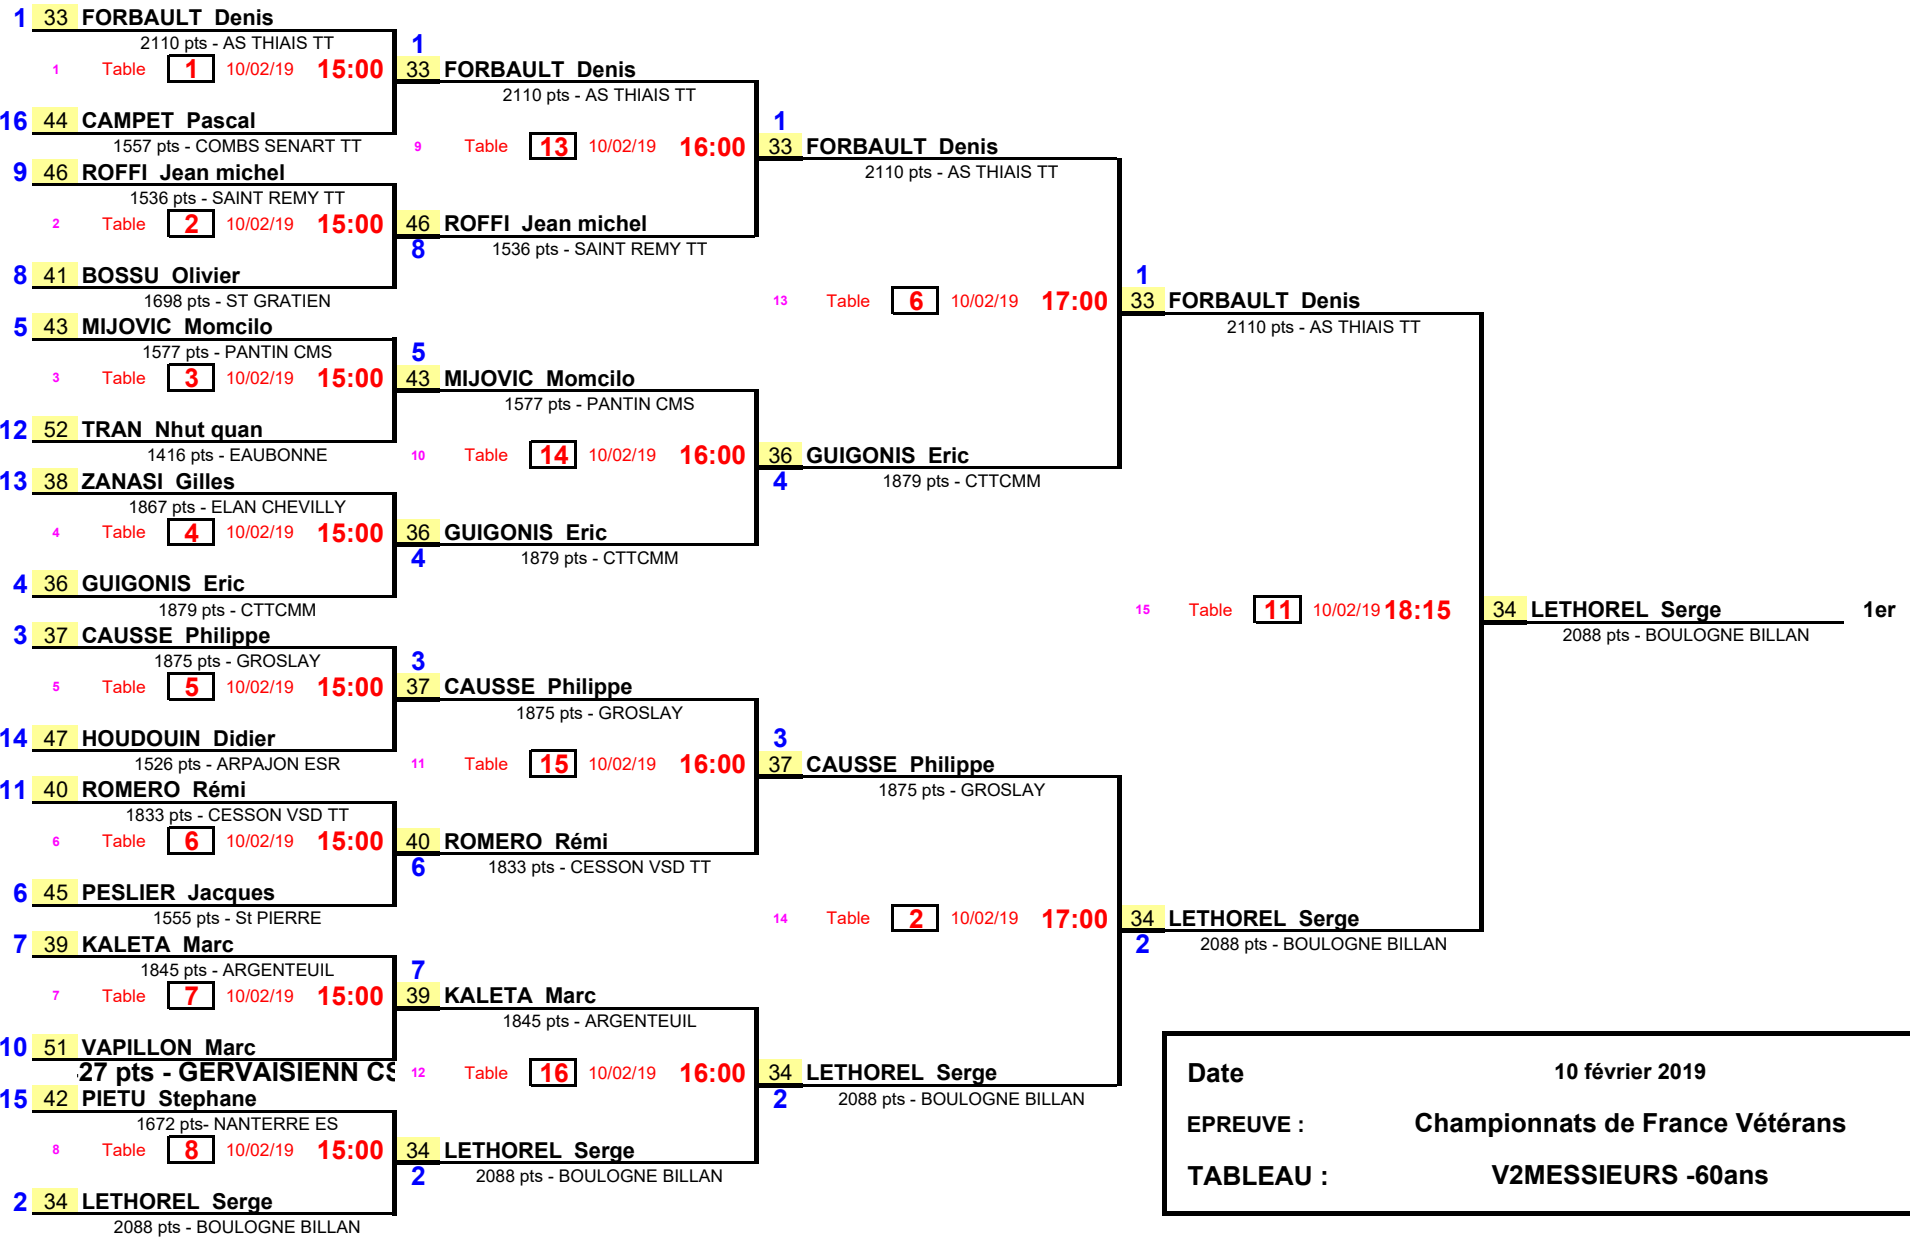 1 33 FORBAULT Denis
2110 pts - AS THIAIS TT
1 Table 1 10/02/19 15:00
16 44 CAMPET Pascal
1557 pts - COMBS SENART TT
9 46 ROFFI Jean michel
1536 pts - SAINT REMY TT
2 Table 2 10/02/19 15:00
8 41 BOSSU Olivier
1698 pts - ST GRATIEN
5 43 MIJOVIC Momcilo
1577 pts - PANTIN CMS
3 Table 3 10/02/19 15:00
12 52 TRAN Nhut quan
1416 pts - EAUBONNE
13 38 ZANASI Gilles
1867 pts - ELAN CHEVILLY
4 Table 4 10/02/19 15:00
4 36 GUIGONIS Eric
1879 pts - CTTCMM
3 37 CAUSSE Philippe
1875 pts - GROSLAY
5 Table 5 10/02/19 15:00
14 47 HOUDOUIN Didier
1526 pts - ARPAJON ESR
11 40 ROMERO Rémi
1833 pts - CESSON VSD TT
6 Table 6 10/02/19 15:00
6 45 PESLIER Jacques
1555 pts - St PIERRE
7 39 KALETA Marc
1845 pts - ARGENTEUIL
7 Table 7 10/02/19 15:00
10 51 VAPILLON Marc
27 pts - GERVAISIENN CS
15 42 PIETU Stephane
1672 pts- NANTERRE ES
8 Table 8 10/02/19 15:00
2 34 LETHOREL Serge
2088 pts - BOULOGNE BILLAN
1
33 FORBAULT Denis
2110 pts - AS THIAIS TT
9 Table 13 10/02/19 16:00
46 ROFFI Jean michel
8 1536 pts - SAINT REMY TT
5
43 MIJOVIC Momcilo
1577 pts - PANTIN CMS
10 Table 14 10/02/19 16:00
36 GUIGONIS Eric
4 1879 pts - CTTCMM
3
37 CAUSSE Philippe
1875 pts - GROSLAY
11 Table 15 10/02/19 16:00
40 ROMERO Rémi
6 1833 pts - CESSON VSD TT
7
39 KALETA Marc
1845 pts - ARGENTEUIL
12 Table 16 10/02/19 16:00
34 LETHOREL Serge
2 2088 pts - BOULOGNE BILLAN
1
33 FORBAULT Denis
2110 pts - AS THIAIS TT
13 Table 6 10/02/19 17:00
36 GUIGONIS Eric
4 1879 pts - CTTCMM
3
37 CAUSSE Philippe
1875 pts - GROSLAY
14 Table 2 10/02/19 17:00
34 LETHOREL Serge
2 2088 pts - BOULOGNE BILLAN
1
33 FORBAULT Denis
2110 pts - AS THIAIS TT
15 Table 11 10/02/19 18:15
34 LETHOREL Serge
2 2088 pts - BOULOGNE BILLAN
34 LETHOREL Serge 1er
2088 pts - BOULOGNE BILLAN
Date 10 février 2019
EPREUVE : Championnats de France Vétérans
TABLEAU : V2MESSIEURS -60ans